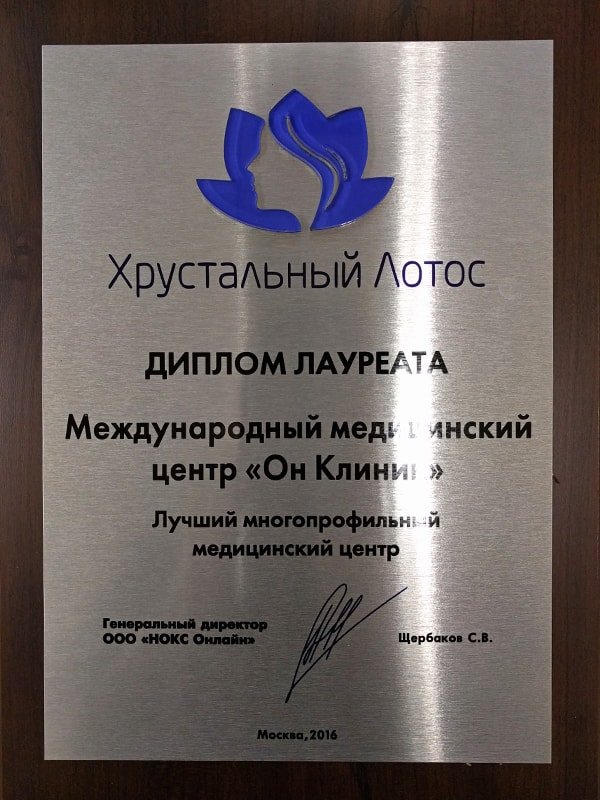 Хрустальный Лотос
ДИПЛОМ ЛАУРЕАТА
Международный медицинский
центр «Он Клиник»
Лучший многопрофильный
медицинский центр
Генеральный директор
ООО «НОКС Онлайн»
Щербаков С.В.
Москва,2016